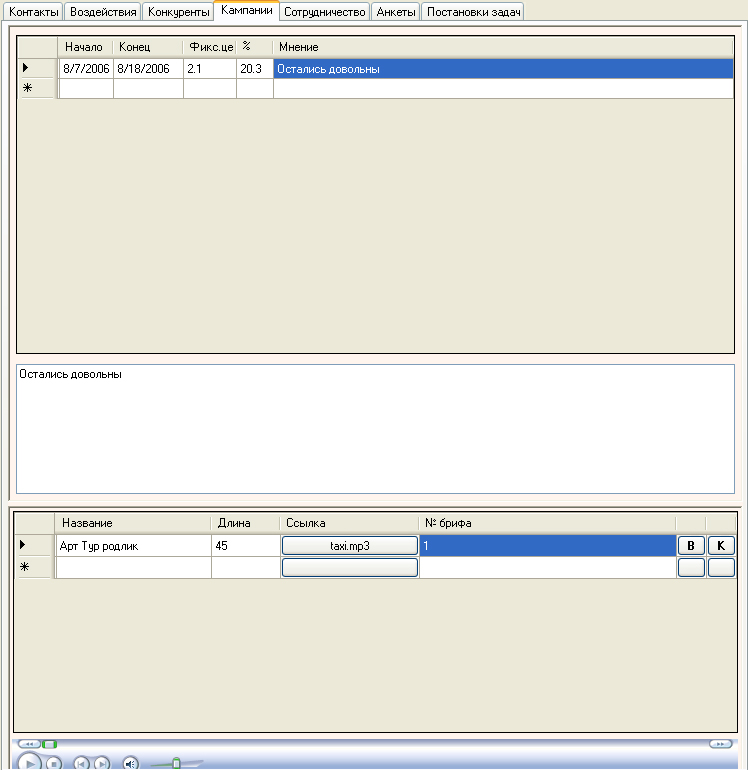 Контакты Воздействия Конкуренты Кампании Сотрудничество Анкеты Постановки задач
Начало Конец Фикс.це % Мнение
8/7/2006 8/18/2006 2.1 20.3 Остались довольны
Остались довольны
Название Длина Ссылка № брифа
Арт Тур родлик 45 taxi.mp3 1 В К